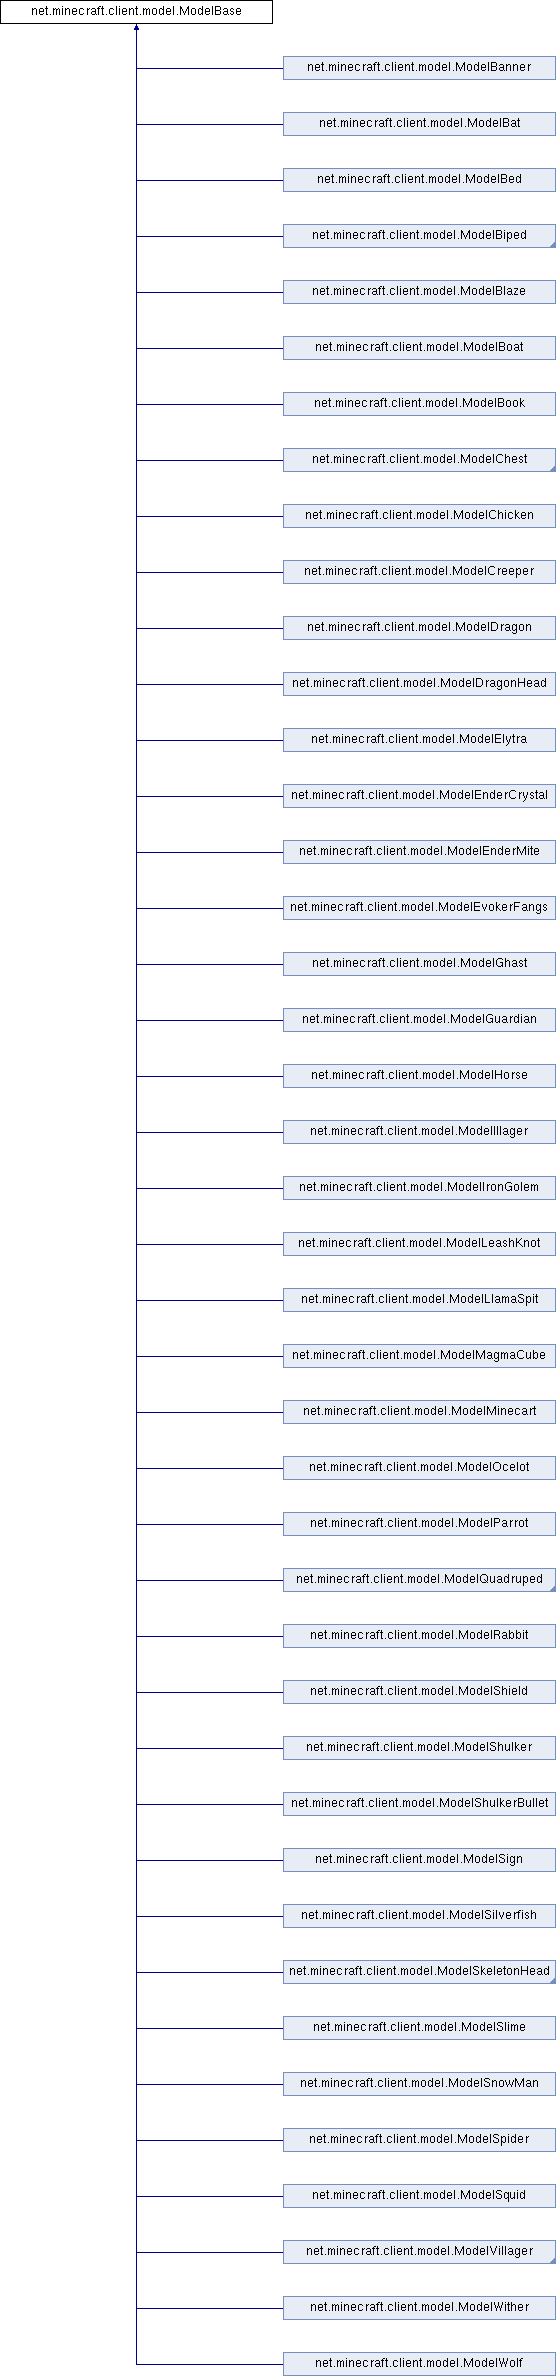 net.minecraft.client.model.ModelBase
net.minecraft.client.model.ModelBanner
net.minecraft.client.model.ModelBat
net.minecraft.client.model.ModelBed
net.minecraft.client.model.ModelBiped
net.minecraft.client.model.ModelBlaze
net.minecraft.client.model.ModelBoat
net.minecraft.client.model.ModelBook
net.minecraft.client.model.ModelChest
net.minecraft.client.model.ModelChicken
net.minecraft.client.model.ModelCreeper
net.minecraft.client.model.ModelDragon
net.minecraft.client.model.ModelDragonHead
net.minecraft.client.model.ModelElytra
net.minecraft.client.model.ModelEnderCrystal
net.minecraft.client.model.ModelEnderMite
net.minecraft.client.model.ModelEvokerFangs
net.minecraft.client.model.ModelGhast
net.minecraft.client.model.ModelGuardian
net.minecraft.client.model.ModelHorse
net.minecraft.client.model.ModelIllager
net.minecraft.client.model.ModelIronGolem
net.minecraft.client.model.ModelLeashKnot
net.minecraft.client.model.ModelLlamaSpit
net.minecraft.client.model.ModelMagmaCube
net.minecraft.client.model.ModelMinecart
net.minecraft.client.model.ModelOcelot
net.minecraft.client.model.ModelParrot
net.minecraft.client.model.ModelQuadruped
net.minecraft.client.model.ModelRabbit
net.minecraft.client.model.ModelShield
net.minecraft.client.model.ModelShulker
net.minecraft.client.model.ModelShulkerBullet
net.minecraft.client.model.ModelSign
net.minecraft.client.model.ModelSilverfish
net.minecraft.client.model.ModelSkeletonHead
net.minecraft.client.model.ModelSlime
net.minecraft.client.model.ModelSnowMan
net.minecraft.client.model.ModelSpider
net.minecraft.client.model.ModelSquid
net.minecraft.client.model.ModelVillager
net.minecraft.client.model.ModelWither
net.minecraft.client.model.ModelWolf